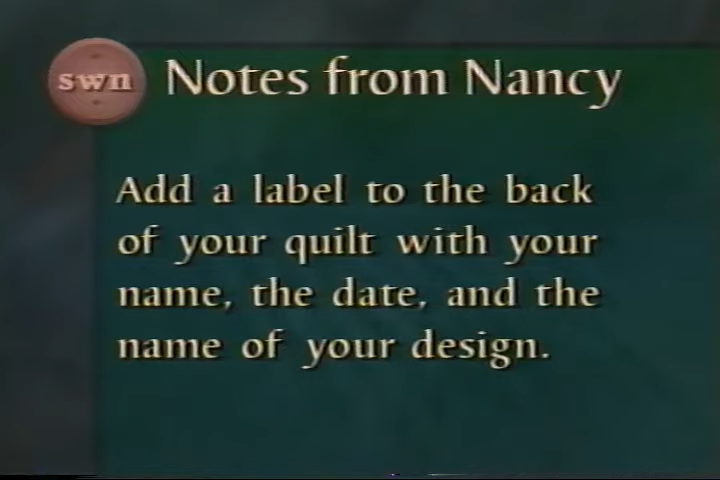 swn
Notes from Nancy
Add a label to the back
of your quilt with your
name, the date, and the
name of your design.